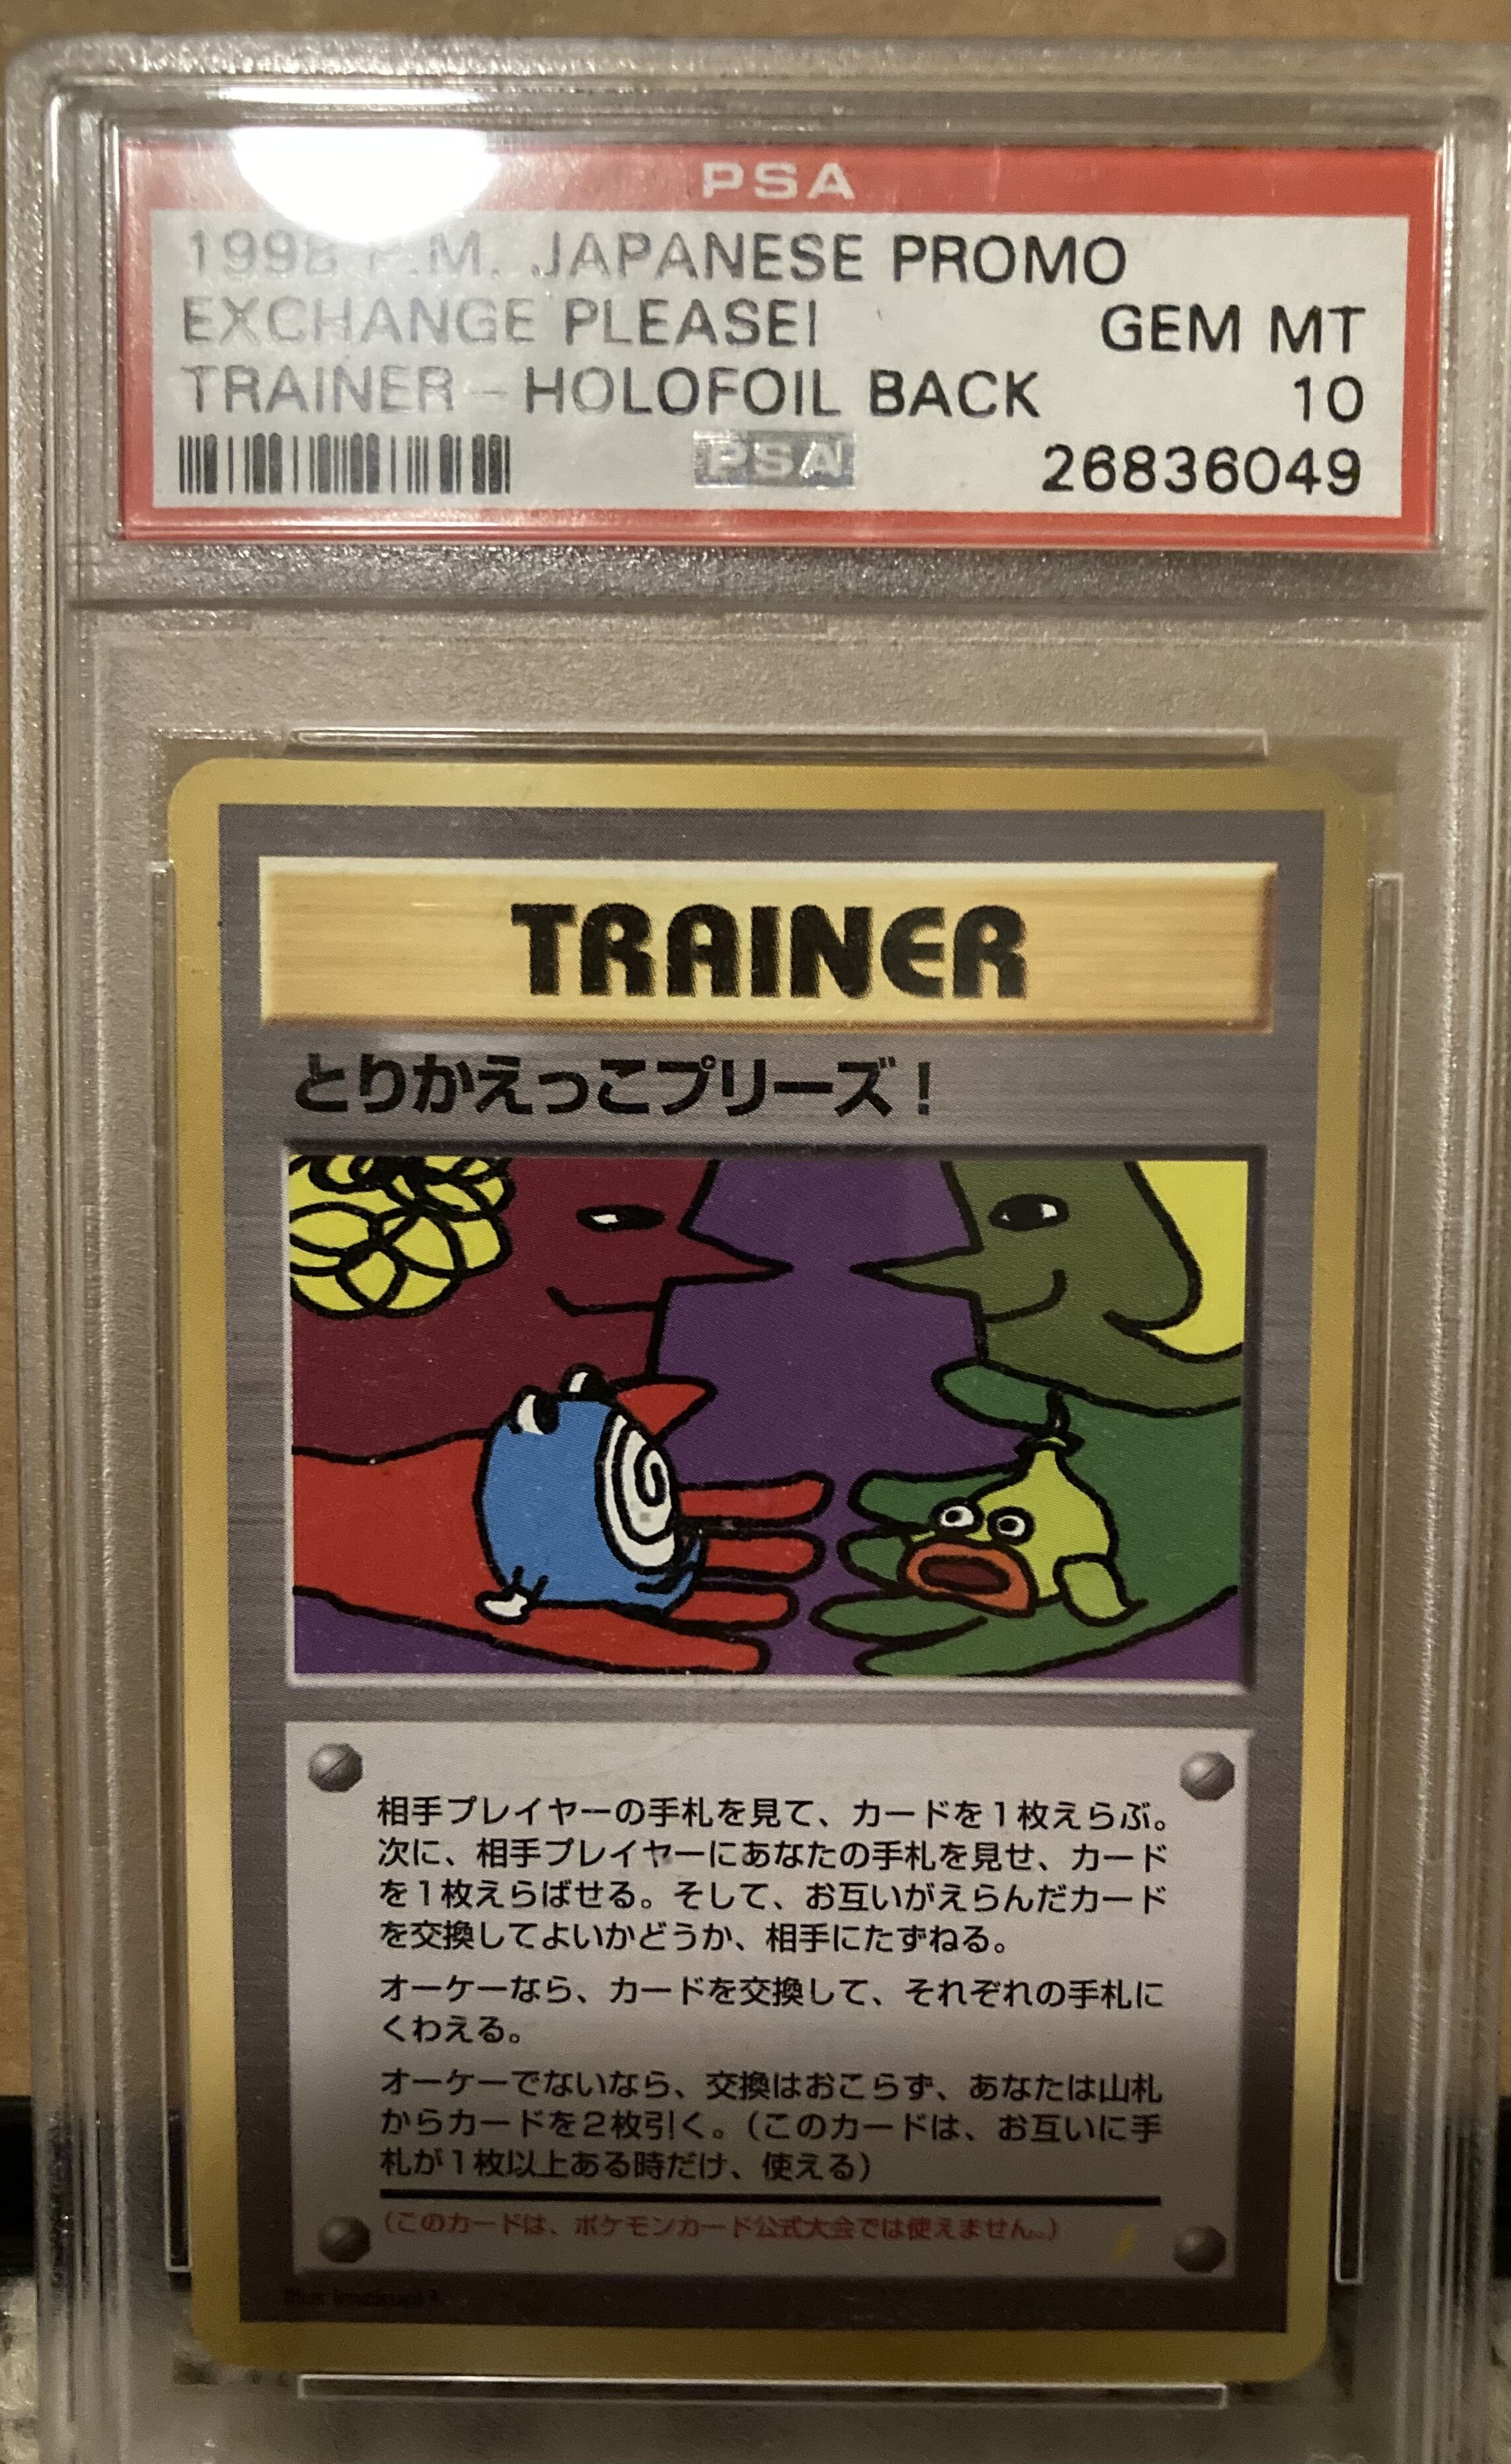 PSA
1998 P.M. JAPANESE PROMO
EXCHANGE PLEASE!
GEM MT
TRAINER - HOLOFOIL BACK
10
PSA
26836049
TRAINER
とりかえっこプリーズ！
相手プレイヤーの手札を見て、カードを１枚えらぶ。
次に、相手プレイヤーにあなたの手札を見せ、カード
を１枚えらばせる。そして、お互いがえらんだカード
を交換してよいかどうか、相手にたずねる。
オーケーなら、カードを交換して、それぞれの手札に
くわえる。
オーケーでないなら、交換はおこらず、あなたは山札
からカードを２枚引く。（このカードは、お互いに手
札が１枚以上ある時だけ、使える）
（このカードは、ポケモンカード公式大会では使えません。）